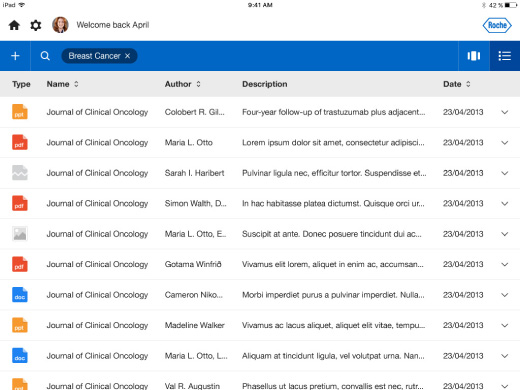 iPad 9:41 AM 42 %
Welcome back April Roche
+ Breast Cancer ×
Type Name Author Description Date
ppt Journal of Clinical Oncology Colobert R. Gil... Four-year follow-up of trastuzumab plus adjacent... 23/04/2013
pdf Journal of Clinical Oncology Maria L. Otto Lorem ipsum dolor sit amet, consectetur adipisci... 23/04/2013
Journal of Clinical Oncology Sarah I. Haribert Pulvinar ligula nec, efficitur tortor. Suspendisse et... 23/04/2013
pdf Journal of Clinical Oncology Simon Walth, D... In hac habitasse platea dictumst. Quisque orci ur... 23/04/2013
Journal of Clinical Oncology Maria L. Otto, E.. Suscipit at ante. Donec posuere tincidunt dui ac... 23/04/2013
pdf Journal of Clinical Oncology Gotama Winfrið Vivamus elit lorem, aliquet in enim ac, accumsan... 23/04/2013
doc Journal of Clinical Oncology Cameron Niko... Morbi imperdiet purus a pulvinar imperdiet. Nulla... 23/04/2013
ppt Journal of Clinical Oncology Madeline Walker Vivamus ac lacus aliquet, aliquet elit vitae, tempu... 23/04/2013
doc Journal of Clinical Oncology Maria L. Otto, L... Aliquam at tincidunt ligula, vel volutpat urna. Nan... 23/04/2013
ppt Journal of Clinical Oncology Val R. Augustin Phasellus ut lacus pretium, convallis est nec, rutr... 23/04/2013